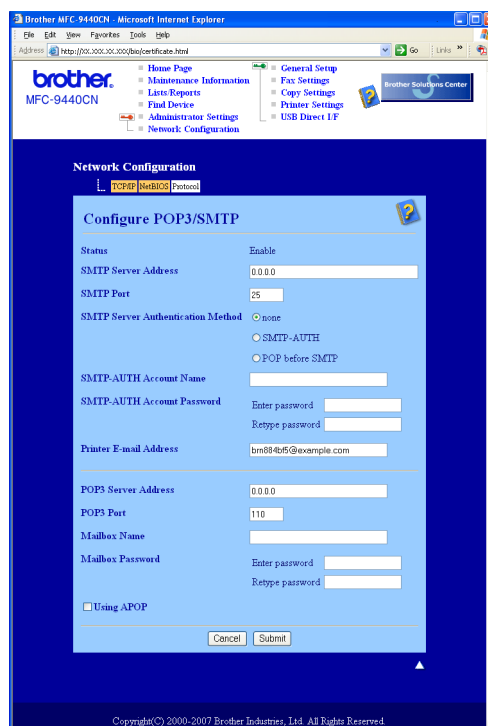 Brother MFC-9440CN - Microsoft Internet Explorer
File Edit View Favorites Tools Help
Address http://XX.XXX.XX.XXX/bio/certificate.html Go Links »
brother.
MFC-9440CN
Home Page
Maintenance Information
Lists/Reports
Find Device
Administrator Settings
Network Configuration
General Setup
Fax Settings
Copy Settings
Printer Settings
USB Direct I/F
Brother Solutions Center
Network Configuration
TCP/IP NetBIOS Protocol
Configure POP3/SMTP
Status Enable
SMTP Server Address 0.0.0.0
SMTP Port 25
SMTP Server Authentication Method none
SMTP-AUTH
POP before SMTP
SMTP-AUTH Account Name
SMTP-AUTH Account Password Enter password
Retype password
Printer E-mail Address brn884bf5@example.com
POP3 Server Address 0.0.0.0
POP3 Port 110
Mailbox Name
Mailbox Password Enter password
Retype password
Using APOP
Cancel Submit
Copyright(C) 2000-2007 Brother Industries, Ltd. All Rights Reserved.